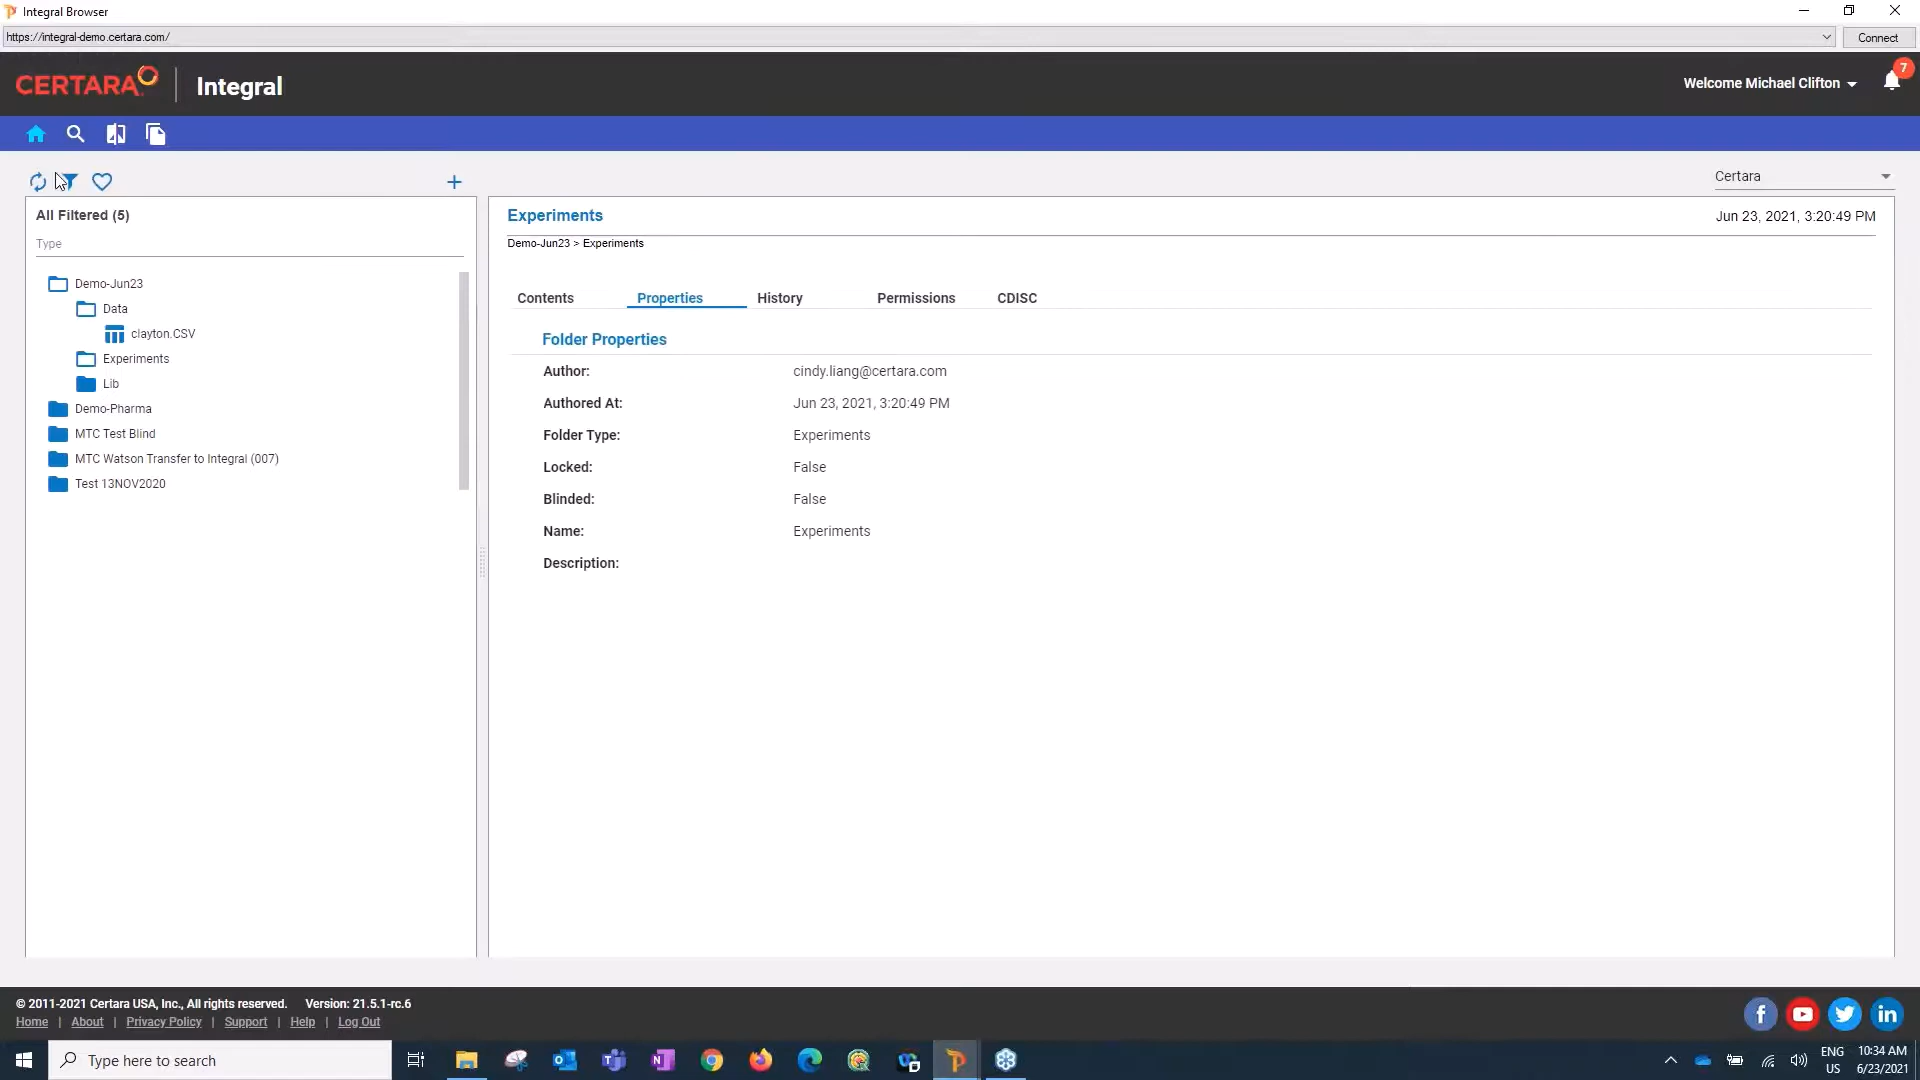 Integral Browser
https://integral-demo.certara.com/
Connect
CERTARA
Integral
Welcome Michael Clifton
7
Certara
All Filtered (5)
Type
Demo-Jun23
Data
clayton.CSV
Experiments
Lib
Demo-Pharma
MTC Test Blind
MTC Watson Transfer to Integral (007)
Test 13NOV2020
Experiments
Jun 23, 2021, 3:20:49 PM
Demo-Jun23 > Experiments
Contents Properties History Permissions CDISC
Folder Properties
Author: cindy.liang@certara.com
Authored At: Jun 23, 2021, 3:20:49 PM
Folder Type: Experiments
Locked: False
Blinded: False
Name: Experiments
Description:
© 2011-2021 Certara USA, Inc., All rights reserved. Version: 21.5.1-rc.6
Home | About | Privacy Policy | Support | Help | Log Out
Type here to search
ENG
US
10:34 AM
6/23/2021